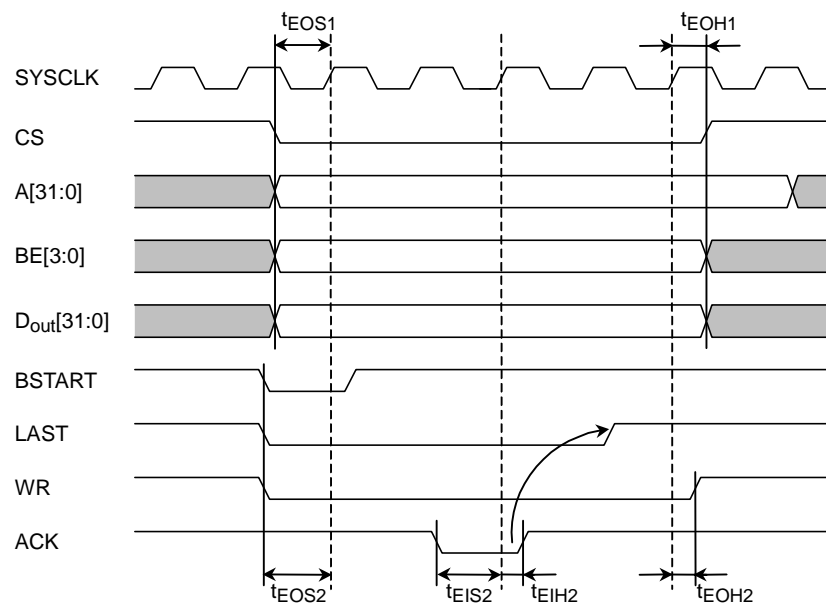 tEOS1 tEOH1
SYSCLK
CS
A[31:0]
BE[3:0]
Dout[31:0]
BSTART
LAST
WR
ACK
tEOS2 tEIS2 tEIH2 tEOH2